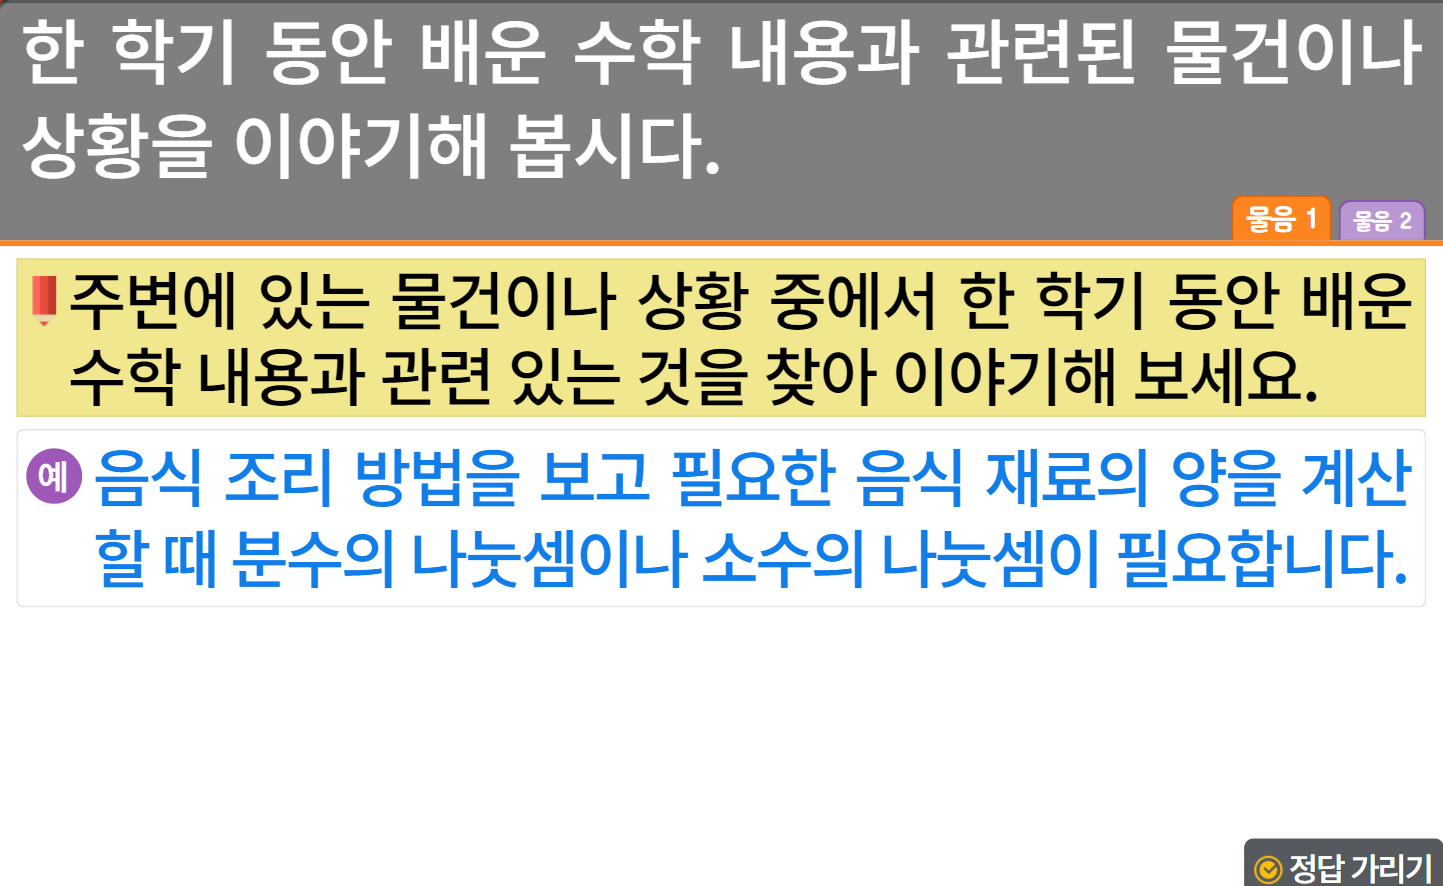 한 학기 동안 배운 수학 내용과 관련된 물건이나
상황을 이야기해 봅시다.
물음 1
물음 2
주변에 있는 물건이나 상황 중에서 한 학기 동안 배운
수학 내용과 관련 있는 것을 찾아 이야기해 보세요.
예 음식 조리 방법을 보고 필요한 음식 재료의 양을 계산
할 때 분수의 나눗셈이나 소수의 나눗셈이 필요합니다.
정답 가리기